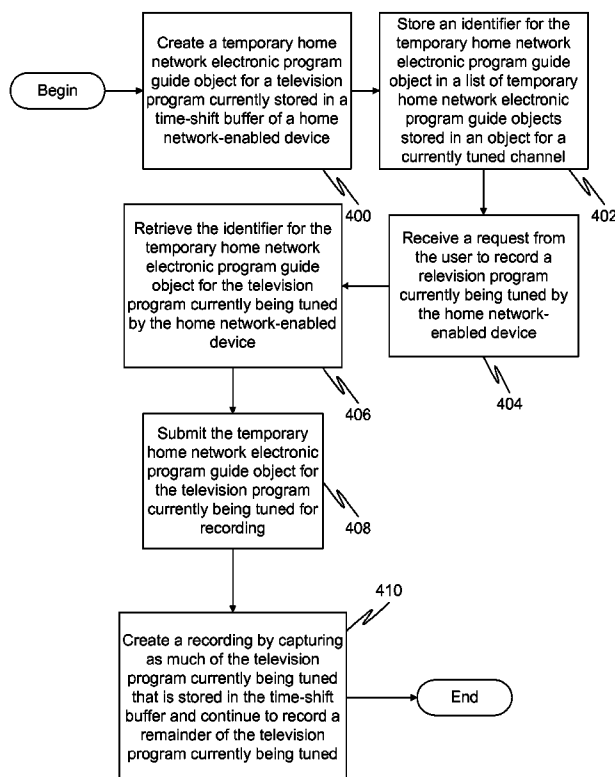 Begin
Create a temporary home
network electronic program
guide object for a television
program currently stored in a
time-shift buffer of a home
network-enabled device
400
Store an identifier for the
temporary home network
electronic program guide
object in a list of temporary
home network electronic
program guide objects
stored in an object for a
currently tuned channel
402
Receive a request from
the user to record a
relevision program
currently being tuned by
the home network-
enabled device
404
Retrieve the identifier for the
temporary home network
electronic program guide
object for the television
program currently being tuned
by the home network-enabled
device
406
Submit the temporary
home network electronic
program guide object for
the television program
currently being tuned for
recording
408
Create a recording by capturing
as much of the television
program currently being tuned
that is stored in the time-shift
buffer and continue to record a
remainder of the television
program currently being tuned
410
End